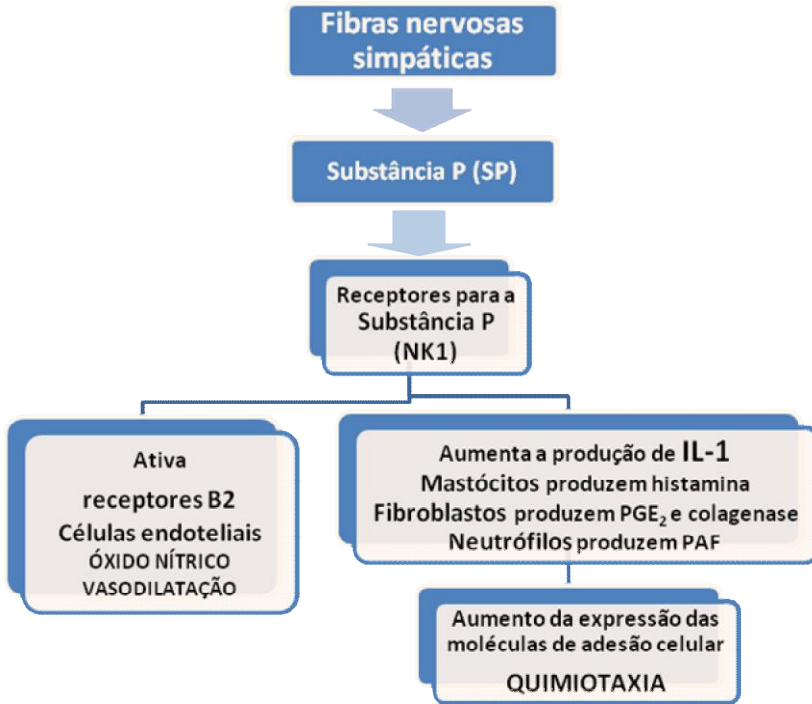 Fibras nervosas
simpáticas
Substância P (SP)
Receptores para a
Substância P
(NK1)
Ativa
receptores B2
Células endoteliais
ÓXIDO NÍTRICO
VASODILATAÇÃO
Aumenta a produção de IL-1
Mastócitos produzem histamina
Fibroblastos produzem PGE₂ e colagenase
Neutrófilos produzem PAF
Aumento da expressão das
moléculas de adesão celular
QUIMIOTAXIA